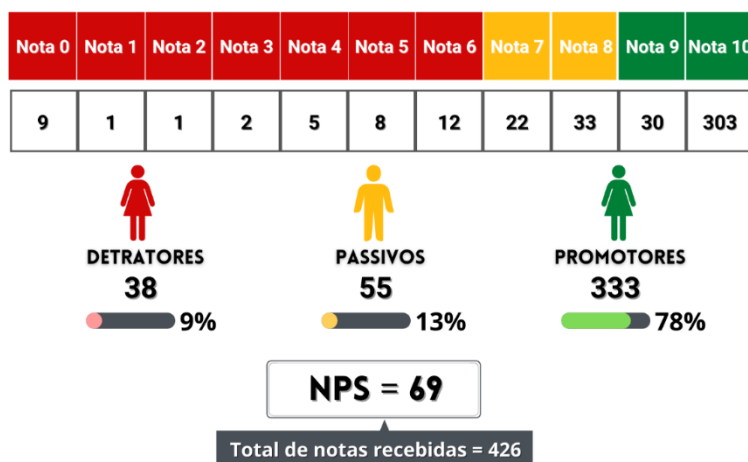 Nota 0 Nota 1 Nota 2 Nota 3 Nota 4 Nota 5 Nota 6 Nota 7 Nota 8 Nota 9 Nota 10
9 1 1 2 5 8 12 22 33 30 303
DETRATORES PASSIVOS PROMOTORES
38 55 333
9% 13% 78%
NPS = 69
Total de notas recebidas = 426